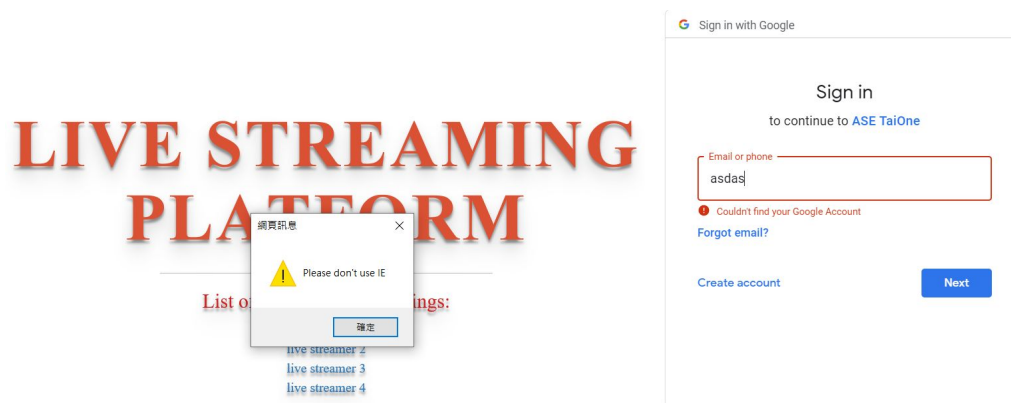 LIVE STREAMING
PLATFORM
網頁訊息
Please don't use IE
確定
List o ings:
live streamer 2
live streamer 3
live streamer 4
Sign in with Google
Sign in
to continue to ASE TaiOne
Email or phone
asdas
Couldn't find your Google Account
Forgot email?
Create account
Next